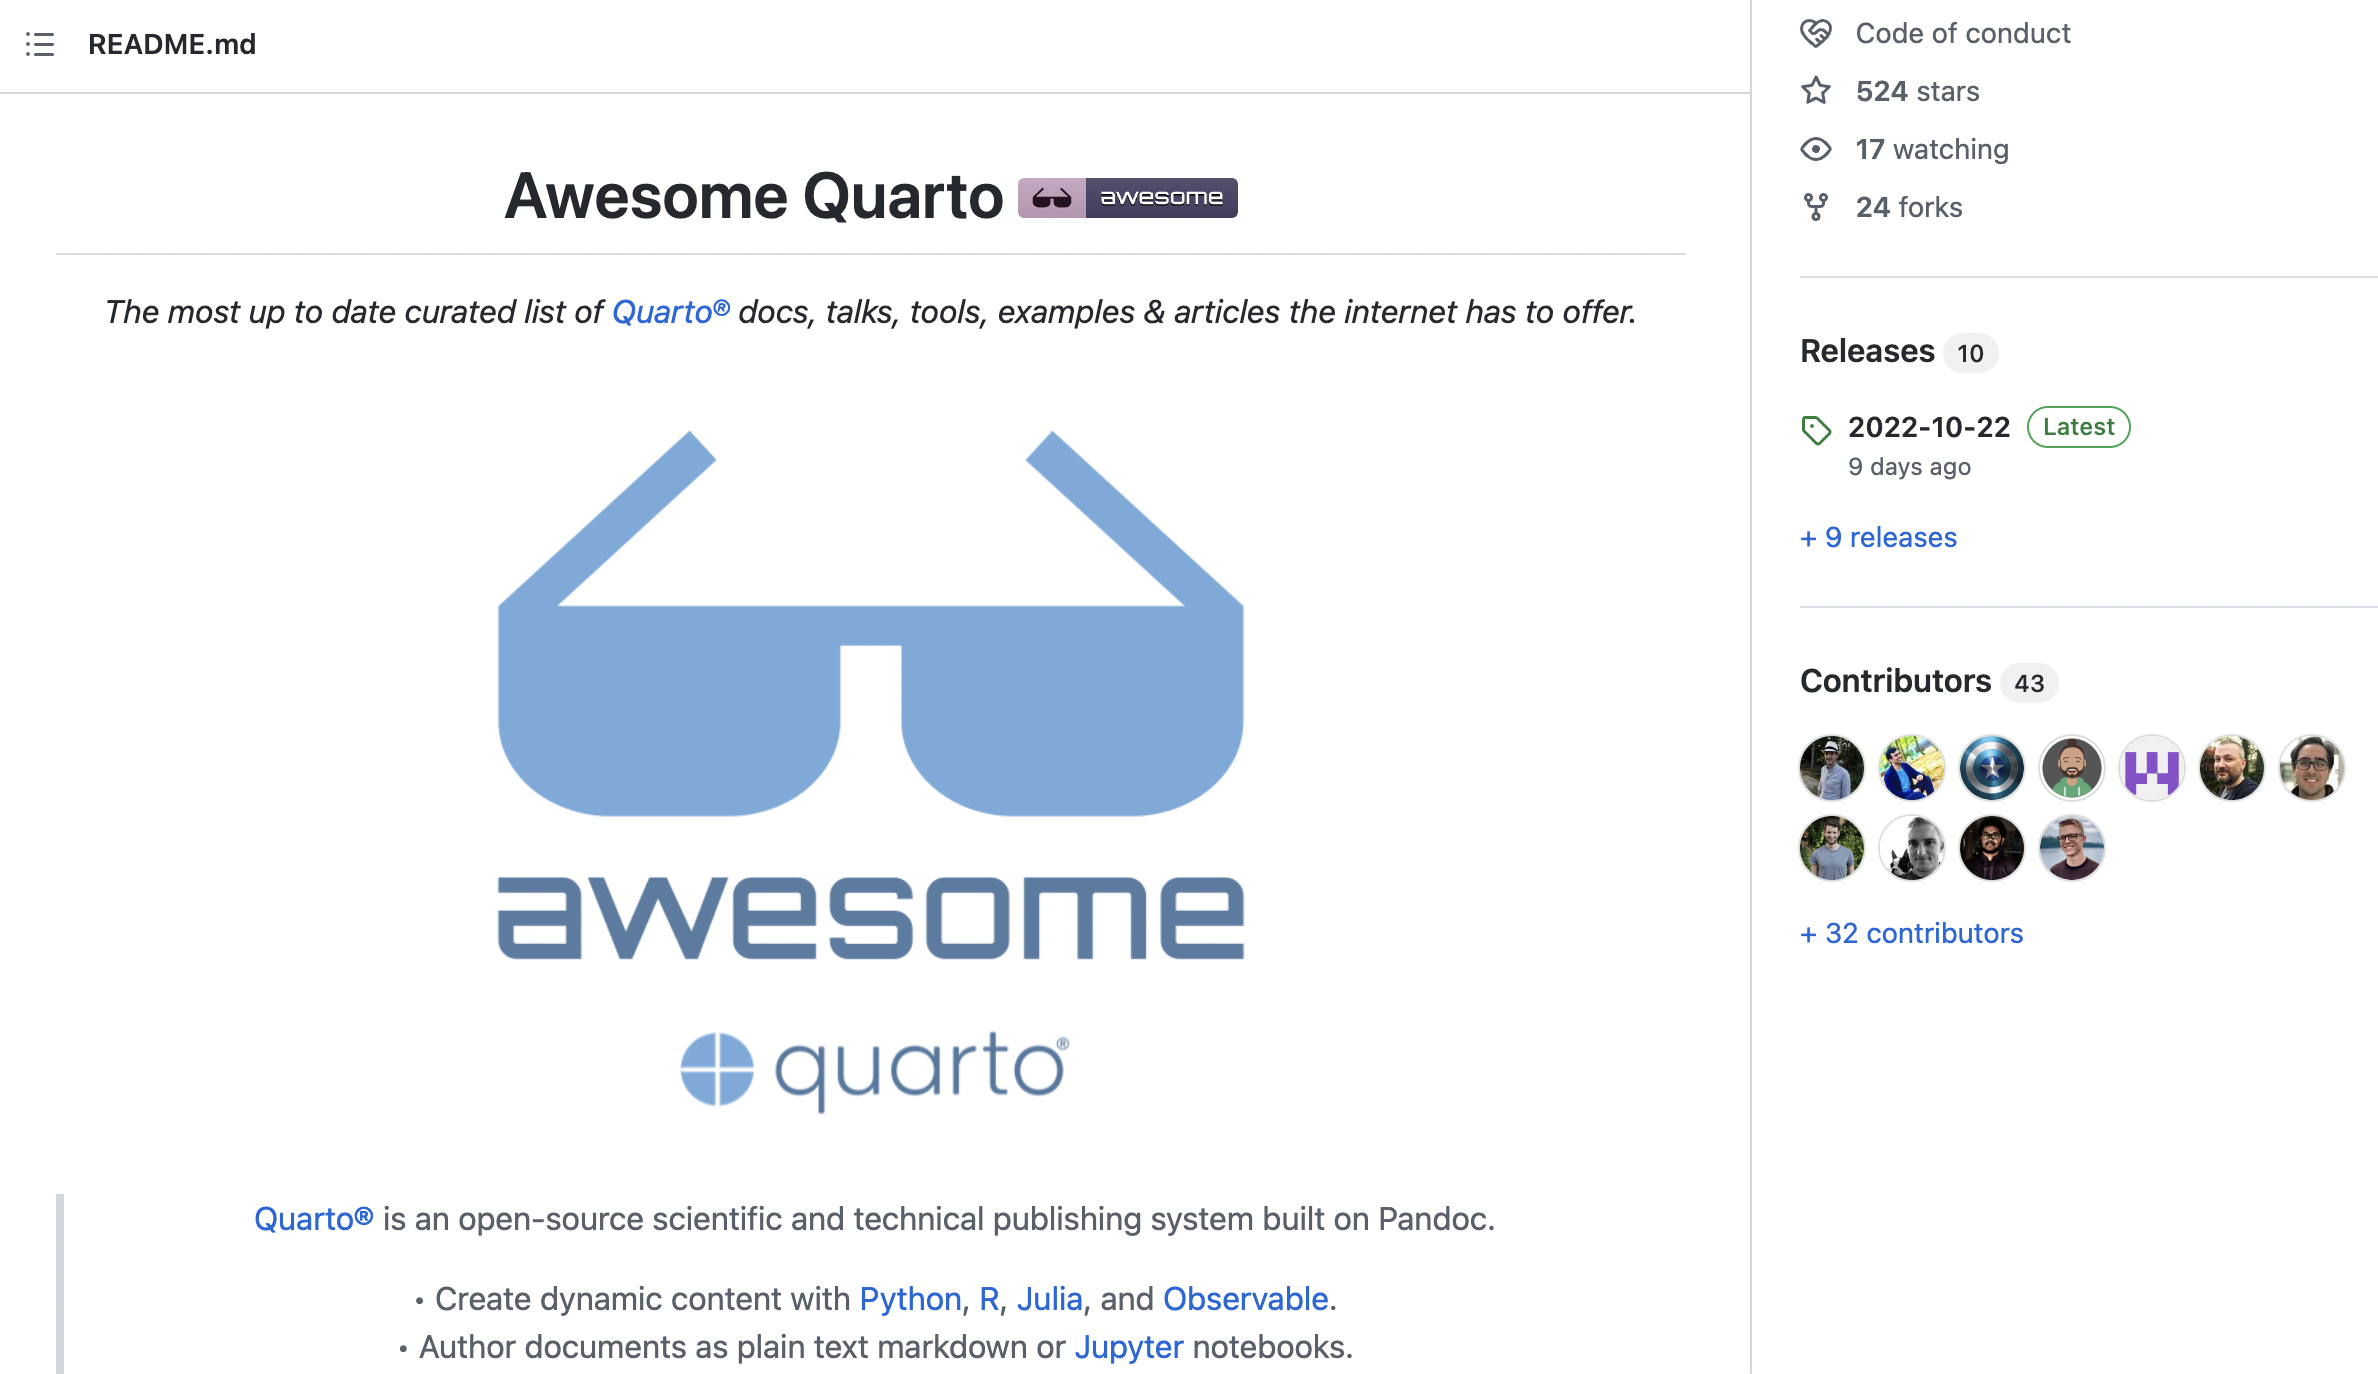 README.md
Awesome Quarto awesome
The most up to date curated list of Quarto® docs, talks, tools, examples & articles the internet has to offer.
awesome
quarto®
Quarto® is an open-source scientific and technical publishing system built on Pandoc.
• Create dynamic content with Python, R, Julia, and Observable.
• Author documents as plain text markdown or Jupyter notebooks.
Code of conduct
524 stars
17 watching
24 forks
Releases 10
2022-10-22 Latest
9 days ago
+ 9 releases
Contributors 43
+ 32 contributors